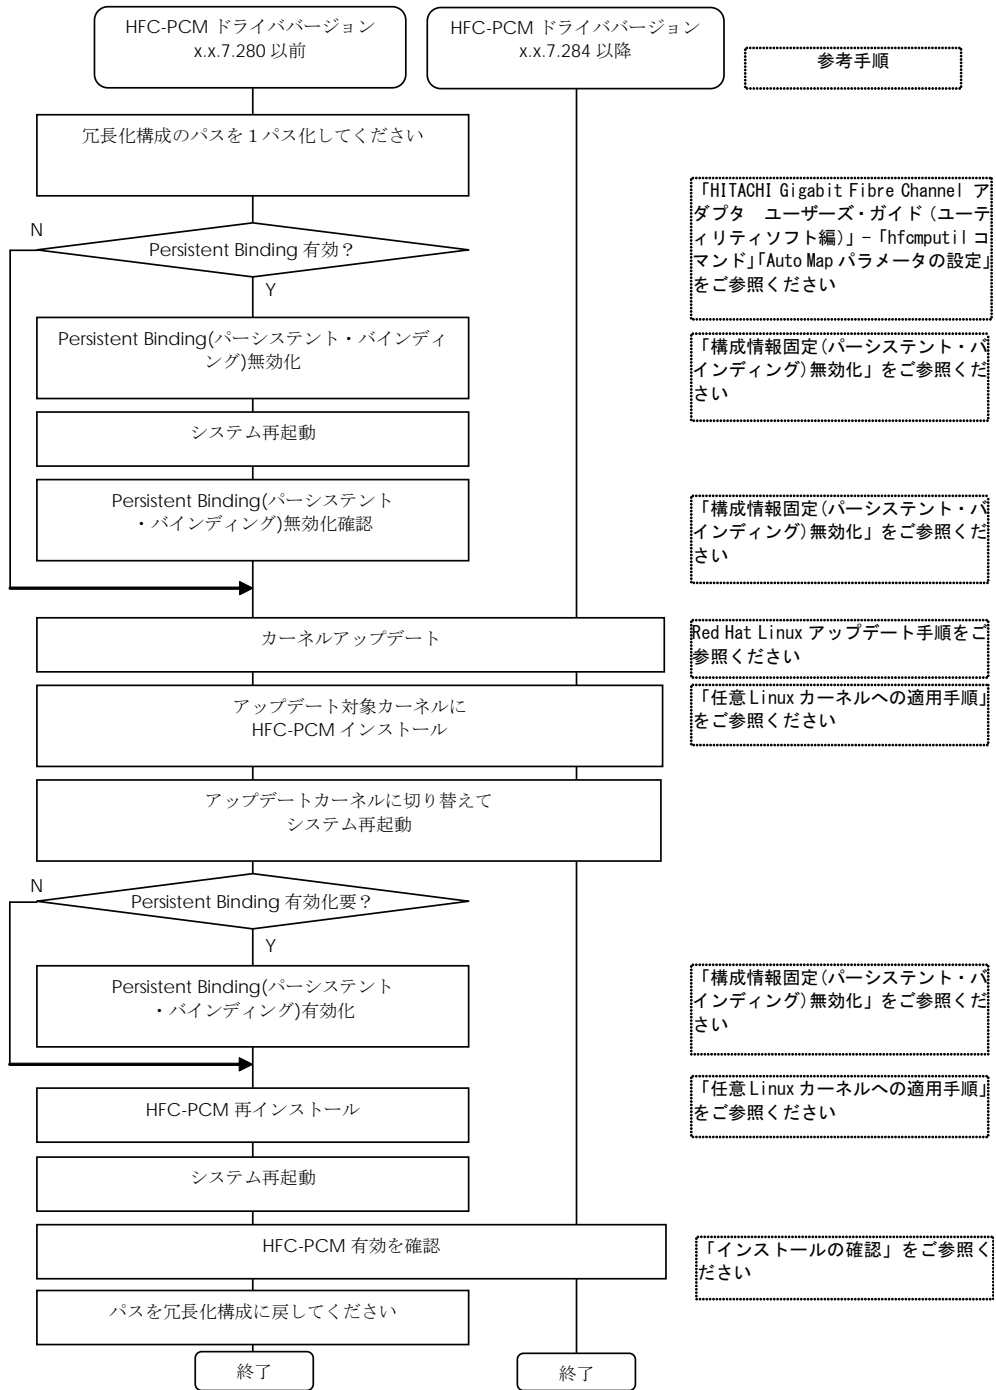 HFC-PCM ドライババージョン
x.x.7.280 以前
HFC-PCM ドライババージョン
x.x.7.284 以降
参考手順
冗長化構成のパスを１パス化してください
「HITACHI Gigabit Fibre Channel ア
ダプタ　ユーザーズ・ガイド（ユーテ
ィリティソフト編）」-「hfcmputil コ
マンド」「Auto Map パラメータの設定」
をご参照ください
N
Persistent Binding 有効？
Y
Persistent Binding(パーシステント・バインディ
ング)無効化
「構成情報固定(パーシステント・バ
インディング)無効化」をご参照くだ
さい
システム再起動
Persistent Binding(パーシステント
・バインディング)無効化確認
「構成情報固定(パーシステント・バ
インディング)無効化」をご参照くだ
さい
カーネルアップデート
Red Hat Linux アップデート手順をご
参照ください
アップデート対象カーネルに
HFC-PCM インストール
「任意 Linux カーネルへの適用手順」
をご参照ください
アップデートカーネルに切り替えて
システム再起動
N
Persistent Binding 有効化要？
Y
Persistent Binding(パーシステント
・バインディング)有効化
「構成情報固定(パーシステント・バ
インディング)無効化」をご参照くだ
さい
HFC-PCM 再インストール
「任意 Linux カーネルへの適用手順」
をご参照ください
システム再起動
HFC-PCM 有効を確認
「インストールの確認」をご参照く
ださい
パスを冗長化構成に戻してください
終了
終了